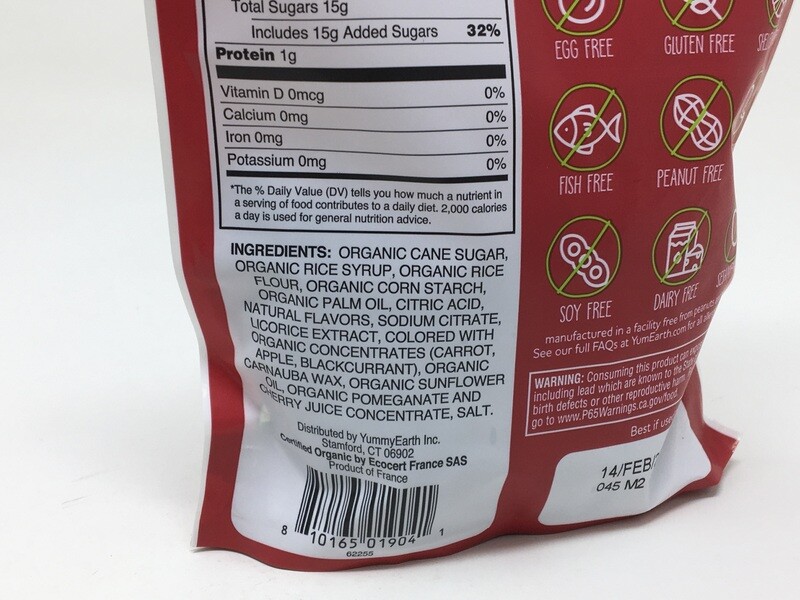 Total Sugars 15g
Includes 15g Added Sugars 32%
Protein 1g
Vitamin D 0mcg 0%
Calcium 0mg 0%
Iron 0mg 0%
Potassium 0mg 0%
*The % Daily Value (DV) tells you how much a nutrient in
a serving of food contributes to a daily diet. 2,000 calories
a day is used for general nutrition advice.
INGREDIENTS: ORGANIC CANE SUGAR,
ORGANIC RICE SYRUP, ORGANIC RICE
FLOUR, ORGANIC CORN STARCH,
ORGANIC PALM OIL, CITRIC ACID,
NATURAL FLAVORS, SODIUM CITRATE,
LICORICE EXTRACT, COLORED WITH
ORGANIC CONCENTRATES (CARROT,
APPLE, BLACKCURRANT), ORGANIC
CARNAUBA WAX, ORGANIC SUNFLOWER
OIL, ORGANIC POMEGANATE AND
CHERRY JUICE CONCENTRATE, SALT.
Distributed by YummyEarth Inc.
Stamford, CT 06902
Certified Organic by Ecocert France SAS
Product of France
8 10165 01904 1
62255
EGG FREE
GLUTEN FREE
FISH FREE
PEANUT FREE
SOY FREE
DAIRY FREE
manufactured in a facility free from peanuts,
See our full FAQs at YumEarth.com for all
WARNING: Consuming this product can
including lead which are known to the
birth defects or other reproductive harm.
go to www.P65Warnings.ca.gov/food.
Best if
14/FEB/
045 M2